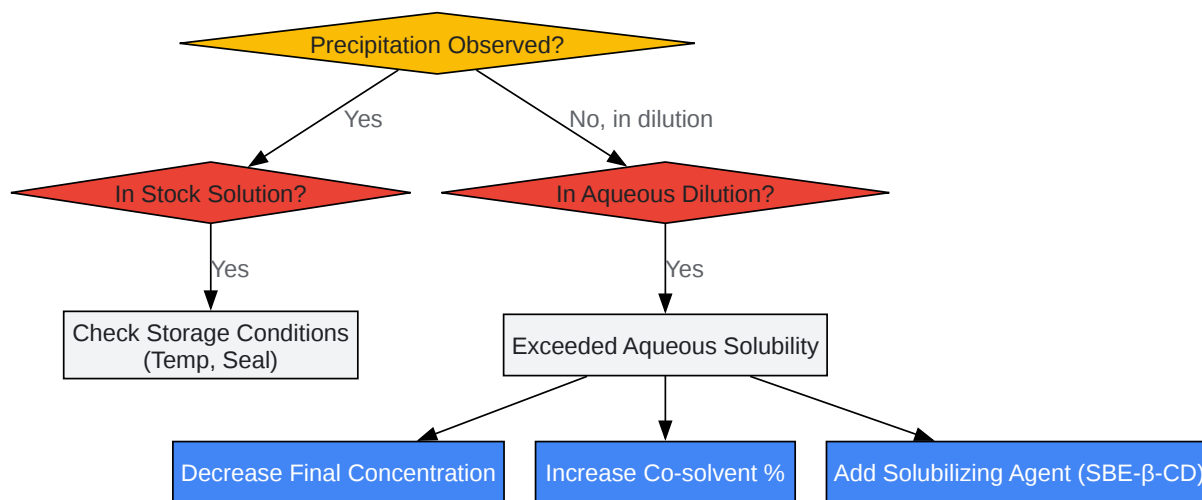 Precipitation Observed?
Yes
No, in dilution
In Stock Solution?
In Aqueous Dilution?
Yes
Yes
Check Storage Conditions
(Temp, Seal)
Exceeded Aqueous Solubility
Decrease Final Concentration
Increase Co-solvent %
Add Solubilizing Agent (SBE-β-CD)